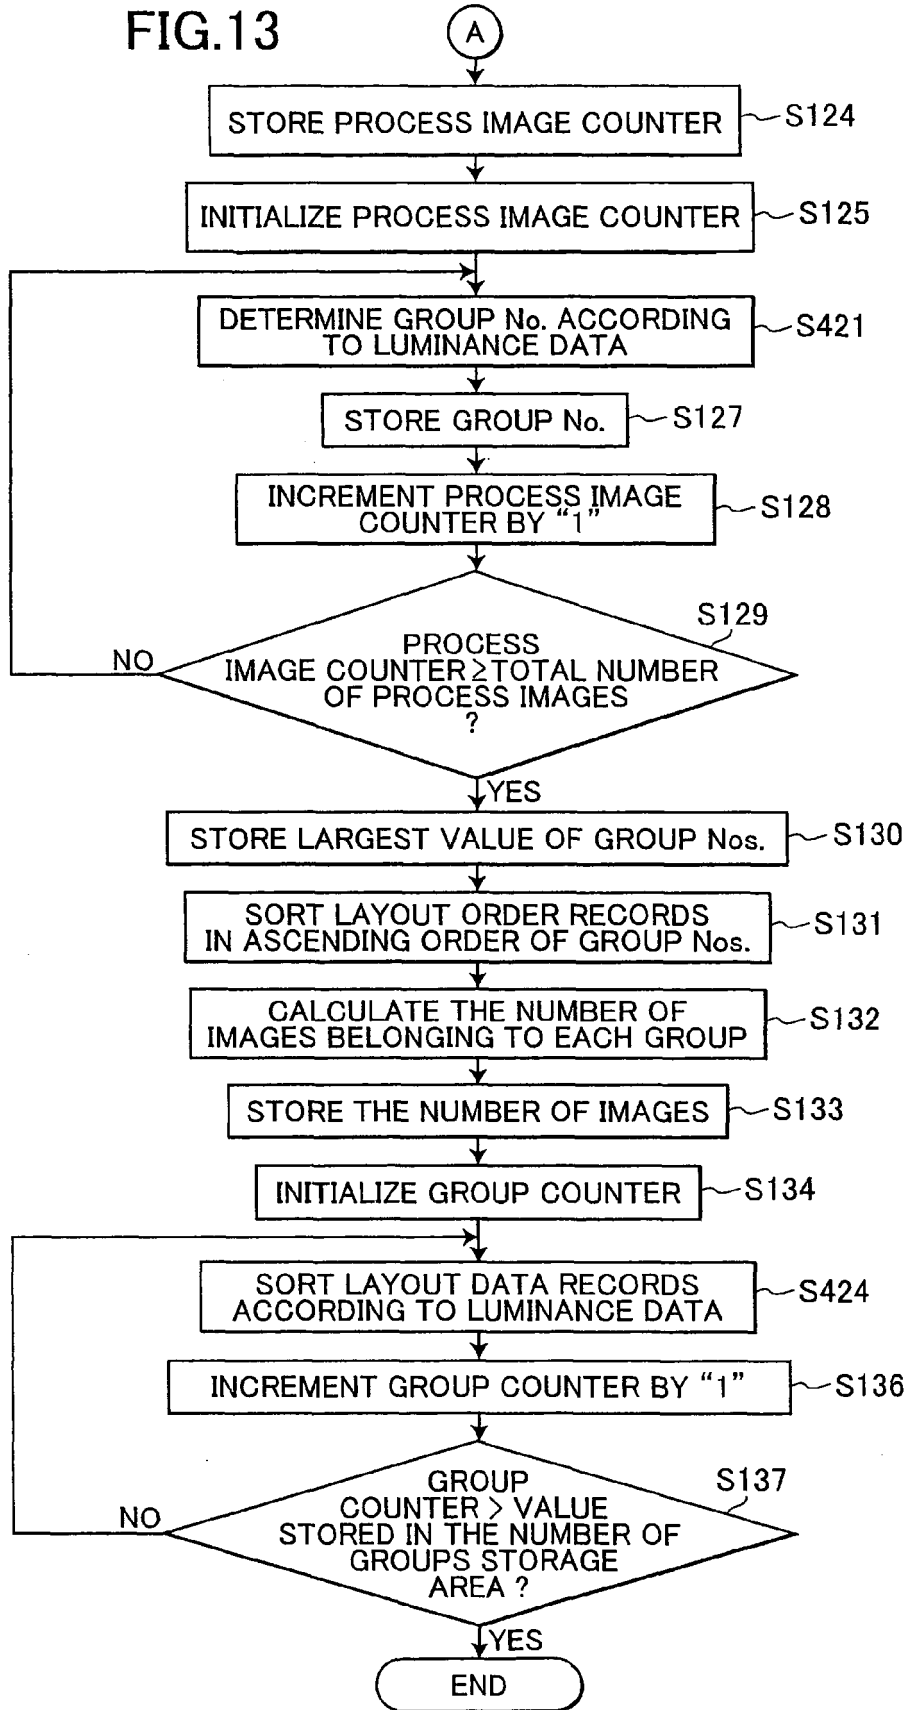 FIG.13
A
STORE PROCESS IMAGE COUNTER
S124
INITIALIZE PROCESS IMAGE COUNTER
S125
DETERMINE GROUP No. ACCORDING
TO LUMINANCE DATA
S421
STORE GROUP No.
S127
INCREMENT PROCESS IMAGE
COUNTER BY “1”
S128
S129
PROCESS
IMAGE COUNTER≥TOTAL NUMBER
OF PROCESS IMAGES
?
NO
YES
STORE LARGEST VALUE OF GROUP Nos.
S130
SORT LAYOUT ORDER RECORDS
IN ASCENDING ORDER OF GROUP Nos.
S131
CALCULATE THE NUMBER OF
IMAGES BELONGING TO EACH GROUP
S132
STORE THE NUMBER OF IMAGES
S133
INITIALIZE GROUP COUNTER
S134
SORT LAYOUT DATA RECORDS
ACCORDING TO LUMINANCE DATA
S424
INCREMENT GROUP COUNTER BY “1”
S136
S137
GROUP
COUNTER > VALUE
STORED IN THE NUMBER OF
GROUPS STORAGE
AREA ?
NO
YES
END